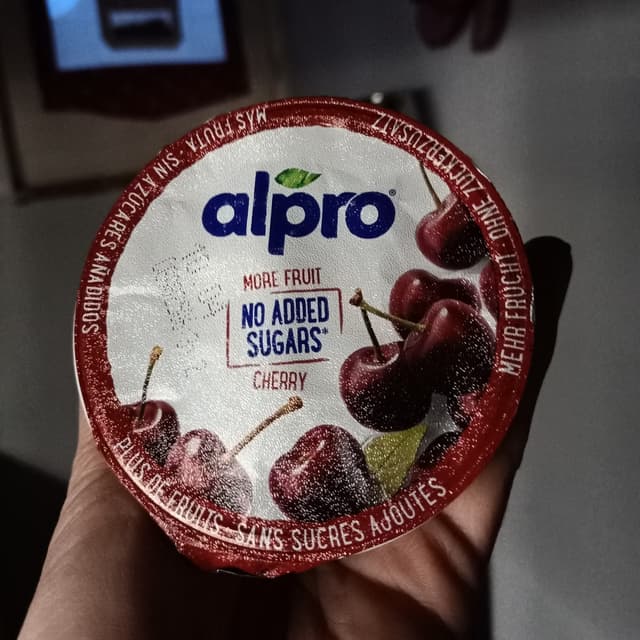 alpro®
MORE FRUIT
NO ADDED
SUGARS*
CHERRY
MÁS FRUTA SIN AZÚCARES AÑADIDOS
MEHR FRUCHT, OHNE ZUCKERZUSATZ
PLUS DE FRUITS SANS SUCRES AJOUTÉS